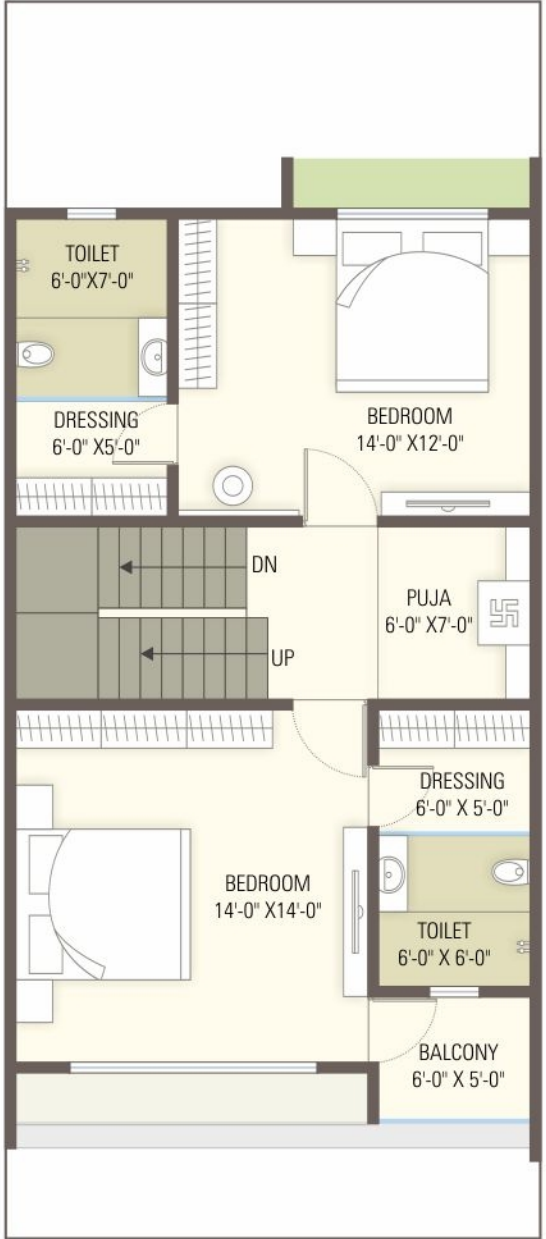 TOILET
6'-0"X7'-0"
DRESSING
6'-0" X5'-0"
BEDROOM
14'-0" X12'-0"
DN
UP
PUJA
6'-0" X7'-0"
DRESSING
6'-0" X 5'-0"
BEDROOM
14'-0" X14'-0"
TOILET
6'-0" X 6'-0"
BALCONY
6'-0" X 5'-0"